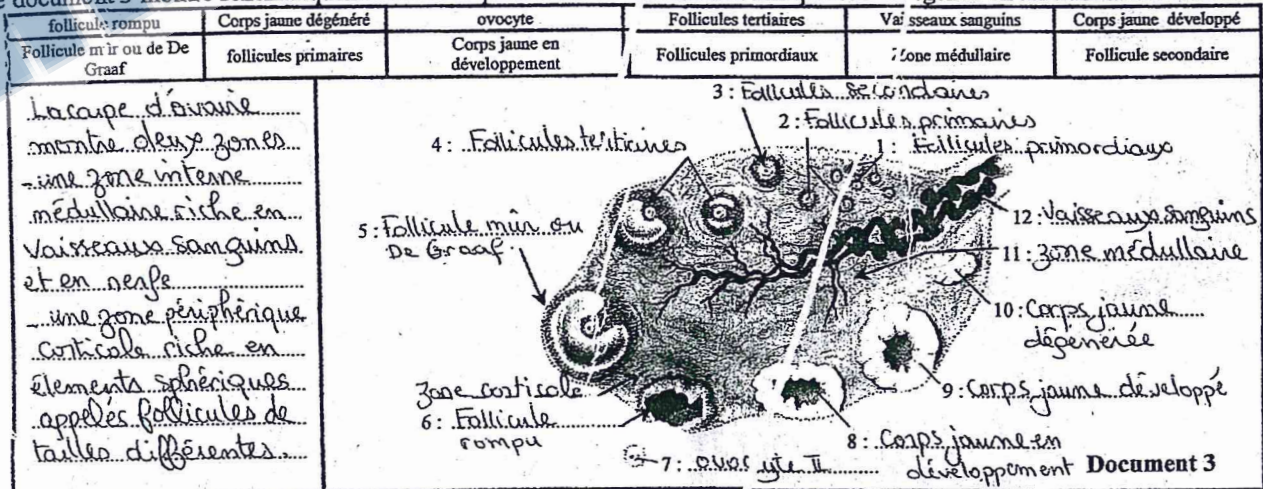 follicule rompu
Corps jaune dégénéré
ovocyte
Follicules tertiaires
Vaisseaux sanguins
Corps jaune développé
Follicule mûr ou de De Graaf
follicules primaires
Corps jaune en développement
Follicules primordiaux
Zone médullaire
Follicule secondaire
La coupe d'ovaire
montre deux zones
-une zone interne
médullaire riche en
vaisseaux sanguins
et en nerfs
-une zone périphérique
corticale riche en
élements sphériques
appelés follicules de
tailles différentes.
3: Follicules secondaires
2: Follicules primaires
1: Follicules primordiaux
4: Follicules tertiaires
5: Follicule mûr ou
De Graaf
12: Vaisseaux sanguins
11: zone médullaire
10: Corps jaune
dégénérée
9: Corps jaune développé
Zone corticale
6: Follicule
rompu
8: Corps jaune en
développement
7: ovocyte II
Document 3